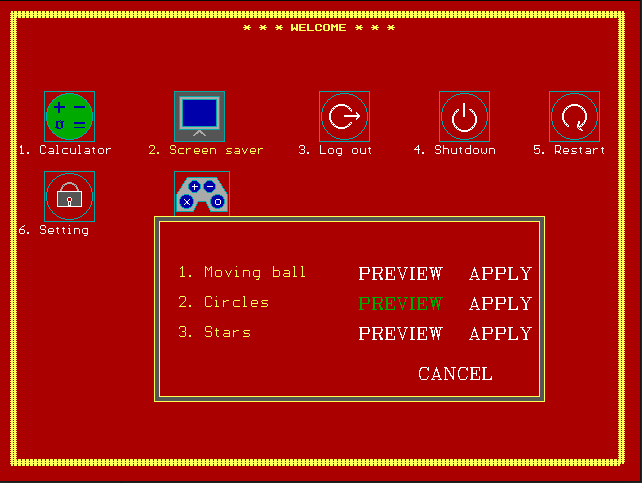 * * * WELCOME * * *
1. Calculator 2. Screen saver 3. Log out 4. Shutdown 5. Restart
6. Setting
1. Moving ball PREVIEW APPLY
2. Circles PREVIEW APPLY
3. Stars PREVIEW APPLY
CANCEL